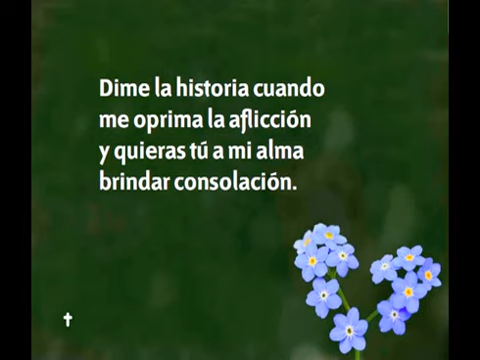 Dime la historia cuando
me oprima la aflicción
y quieras tú a mi alma
brindar consolación.